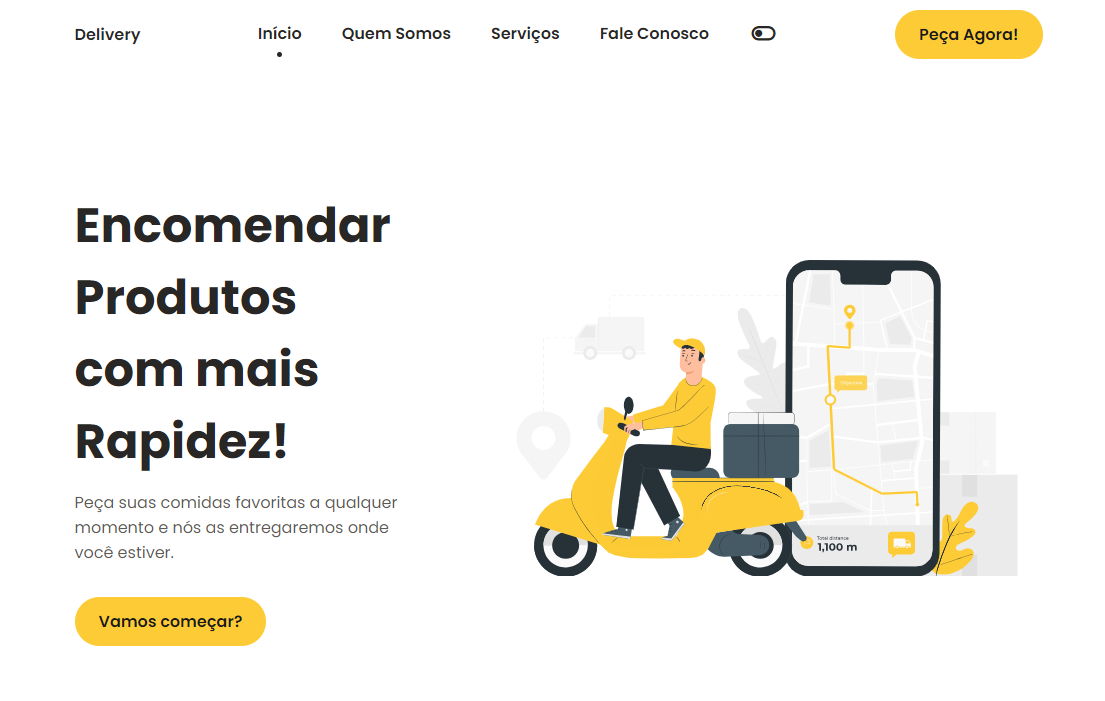 Delivery
Início
Quem Somos
Serviços
Fale Conosco
Peça Agora!
Encomendar
Produtos
com mais
Rapidez!
Peça suas comidas favoritas a qualquer
momento e nós as entregaremos onde
você estiver.
Vamos começar?
Total distance
1,100 m